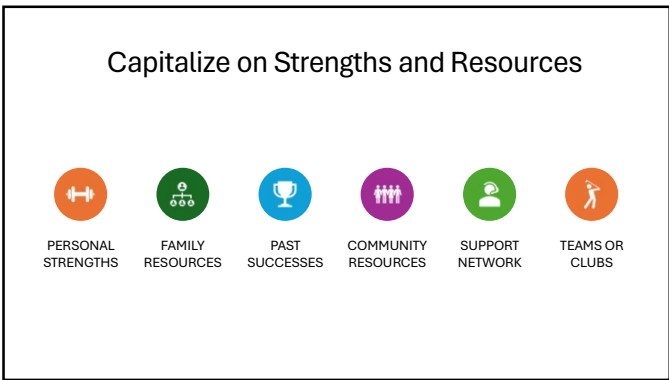 Capitalize on Strengths and Resources
PERSONAL
STRENGTHS
FAMILY
RESOURCES
PAST
SUCCESSES
COMMUNITY
RESOURCES
SUPPORT
NETWORK
TEAMS OR
CLUBS